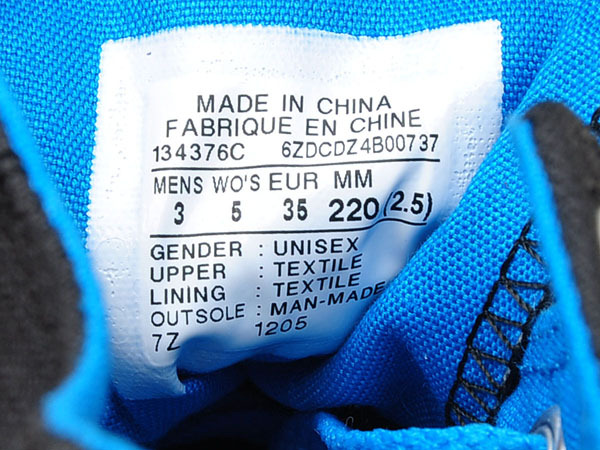 MADE IN CHINA
FABRIQUE EN CHINE
134376C 6ZDCDZ4B00737
MENS WO'S EUR MM
3 5 35 220 (2.5)
GENDER : UNISEX
UPPER : TEXTILE
LINING : TEXTILE
OUTSOLE : MAN-MADE
7Z 1205